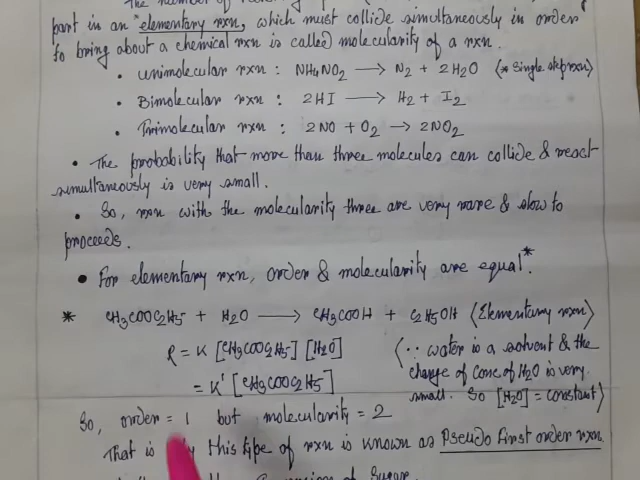 The number of
part in an "elementary rxn, which must collide simultaneously in order
to bring about a chemical rxn is called molecularity of a rxn.
• Unimolecular rxn : NH4NO2 ⟶ N2 + 2H2O (* Single step rxn)
• Bimolecular rxn : 2HI ⟶ H2 + I2
• Trimolecular rxn : 2NO + O2 → 2NO2
• The probability that more than three molecules can collide & react
simultaneously is very small.
• So, rxn with the molecularity three are very rare & slow to
proceeds.
• For elementary rxn, order & molecularity are equal*.
* CH3COOC2H5 + H2O ⟶ CH3COOH + C2H5OH (Elementary rxn)
R = K [CH3COOC2H5] [H2O]
= K' [CH3COOC2H5]
(∵ water is a solvent & the
change of conc of H2O is very
small. So [H2O] = constant)
So, order = 1 but molecularity = 2
That is this type of rxn is known as Pseudo first order rxn.
of Sugar.